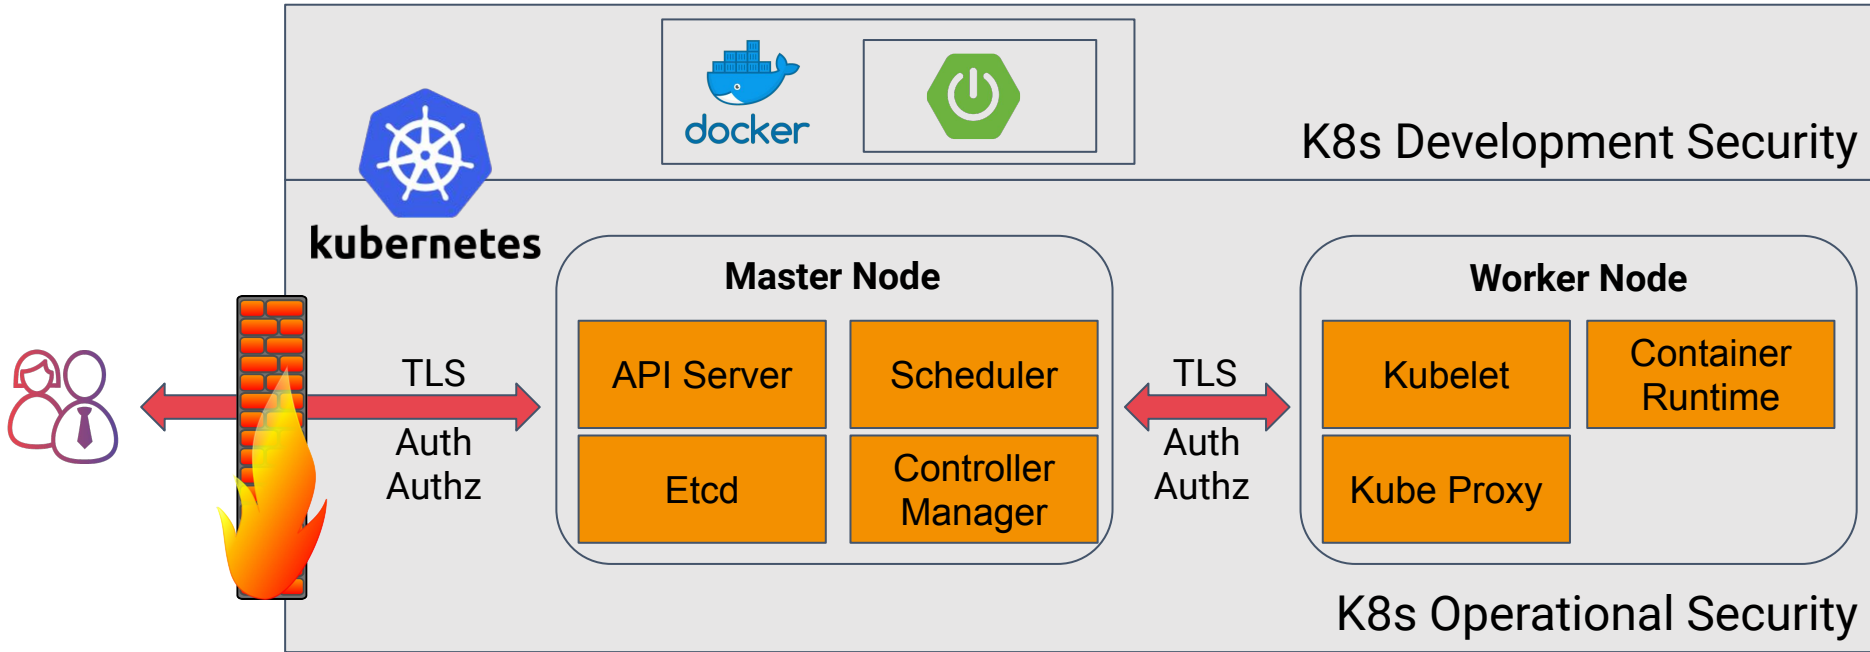 docker
K8s Development Security
kubernetes
Master Node
Worker Node
TLS
Auth
Authz
API Server
Scheduler
Etcd
Controller
Manager
TLS
Auth
Authz
Kubelet
Container
Runtime
Kube Proxy
K8s Operational Security